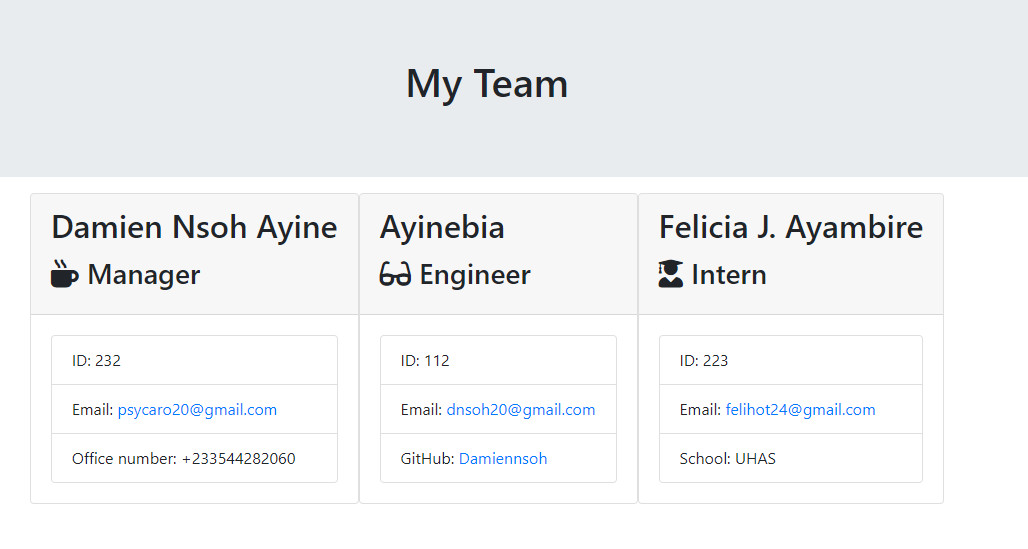 My Team
Damien Nsoh Ayine
Manager
ID: 232
Email: psycaro20@gmail.com
Office number: +233544282060
Ayinebia
Engineer
ID: 112
Email: dnsoh20@gmail.com
GitHub: Damiennsoh
Felicia J. Ayambire
Intern
ID: 223
Email: felihot24@gmail.com
School: UHAS